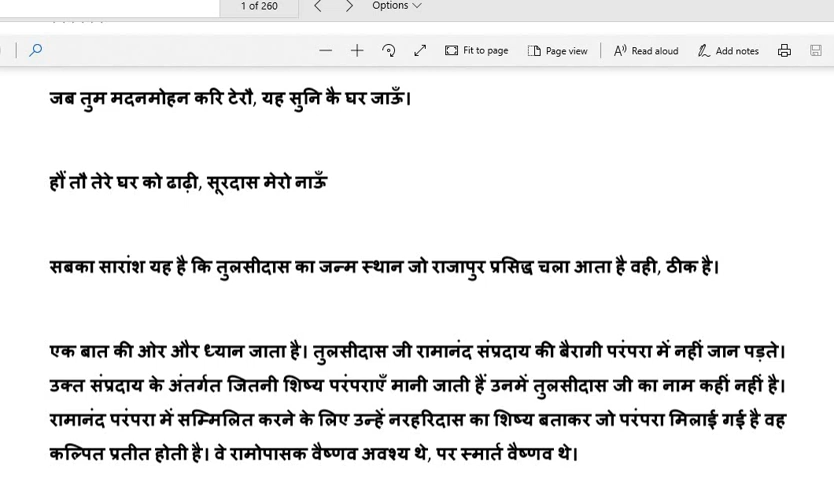 1 of 260 Options
Fit to page Page view Read aloud Add notes
जब तुम मदनमोहन करि टेरौ, यह सुनि कै घर जाऊँ।
हौं तौ तेरे घर को ढाढ़ी, सूरदास मेरो नाऊँ
सबका सारांश यह है कि तुलसीदास का जन्म स्थान जो राजापुर प्रसिद्ध चला आता है वही, ठीक है।
एक बात की ओर और ध्यान जाता है। तुलसीदास जी रामानंद संप्रदाय की बैरागी परंपरा में नहीं जान पड़ते।
उक्त संप्रदाय के अंतर्गत जितनी शिष्य परंपराएँ मानी जाती हैं उनमें तुलसीदास जी का नाम कहीं नहीं है।
रामानंद परंपरा में सम्मिलित करने के लिए उन्हें नरहरिदास का शिष्य बताकर जो परंपरा मिलाई गई है वह
कल्पित प्रतीत होती है। वे रामोपासक वैष्णव अवश्य थे, पर स्मार्त वैष्णव थे।